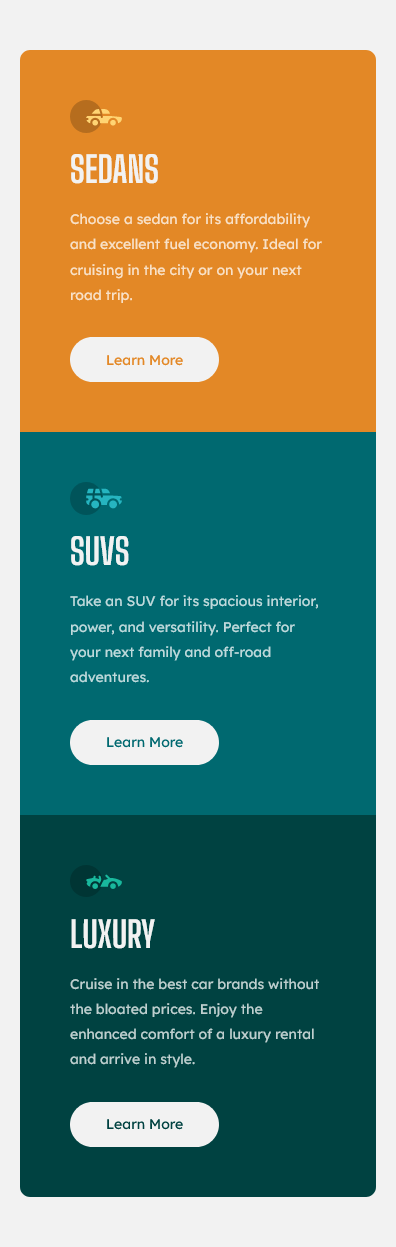 SEDANS
Choose a sedan for its affordability
and excellent fuel economy. Ideal for
cruising in the city or on your next
road trip.
Learn More
SUVS
Take an SUV for its spacious interior,
power, and versatility. Perfect for
your next family and off-road
adventures.
Learn More
LUXURY
Cruise in the best car brands without
the bloated prices. Enjoy the
enhanced comfort of a luxury rental
and arrive in style.
Learn More